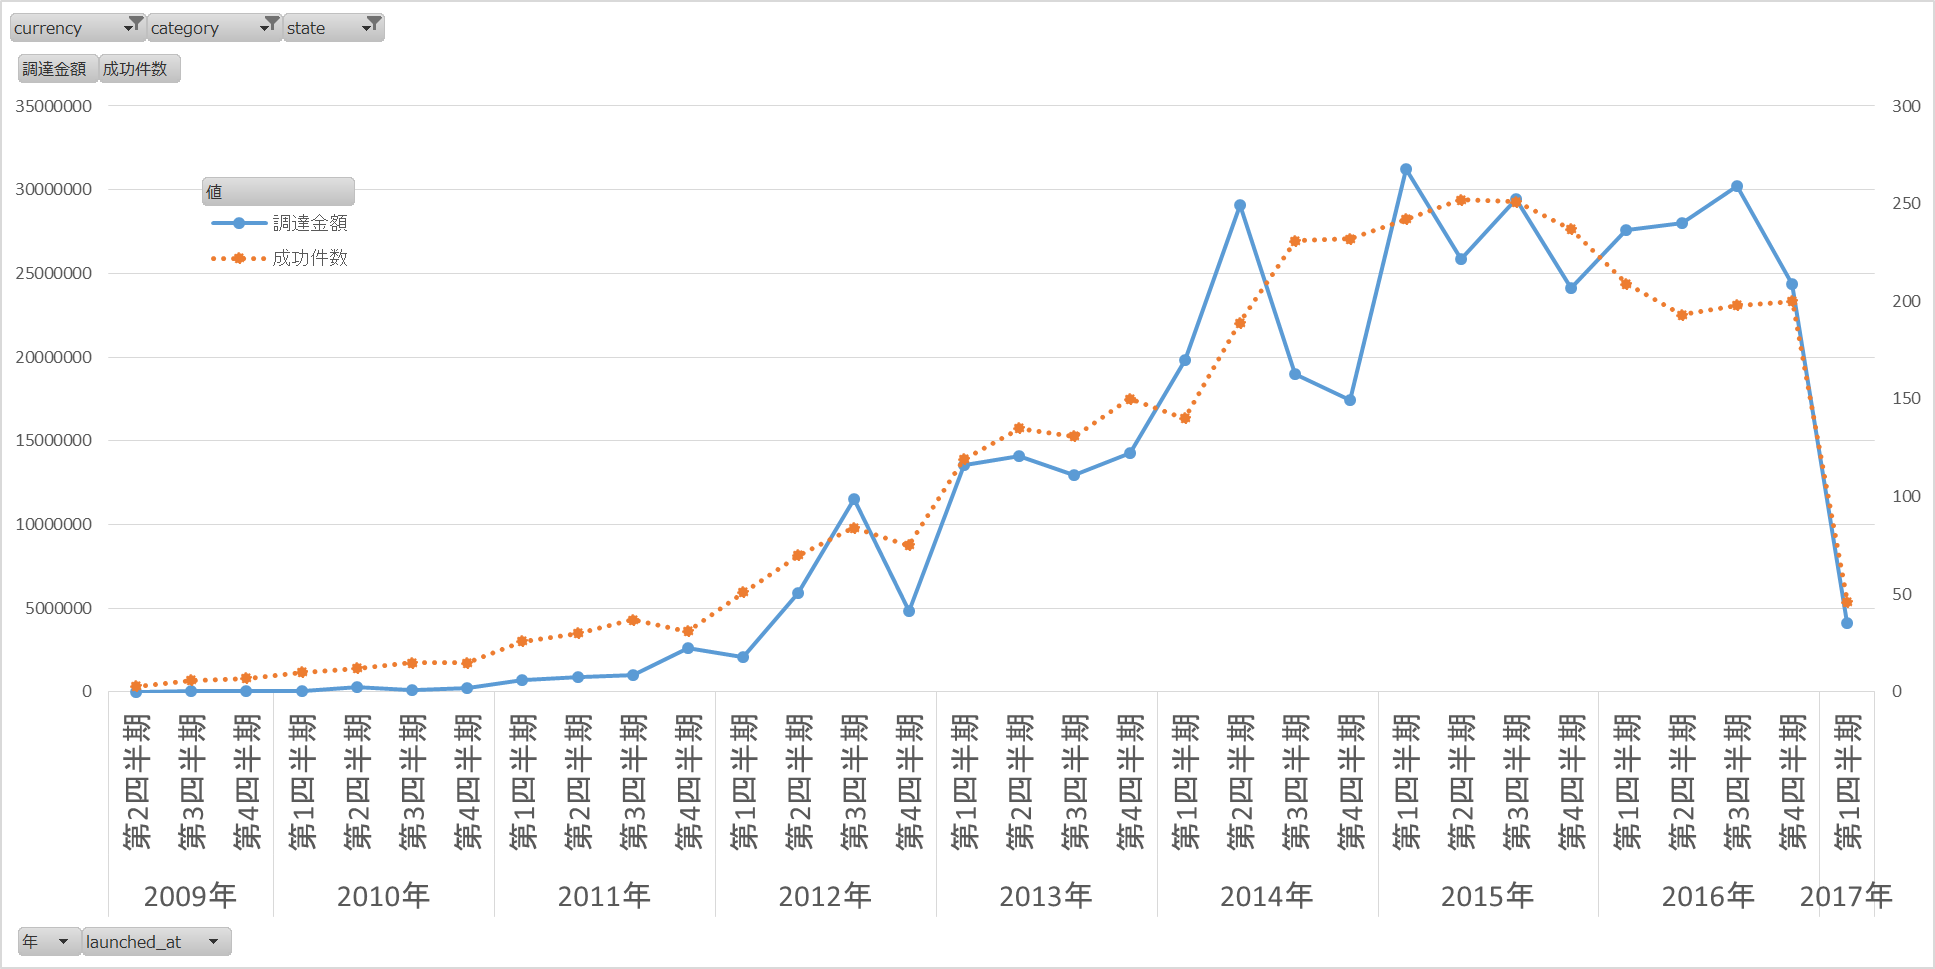 currency category state
調達金額 成功件数
35000000 300
30000000 250
25000000 200
20000000 150
15000000 100
10000000 50
5000000 0
0
値
調達金額
成功件数
第2四半期 第3四半期 第4四半期 第1四半期 第2四半期 第3四半期 第4四半期 第1四半期 第2四半期 第3四半期 第4四半期 第1四半期 第2四半期 第3四半期 第4四半期 第1四半期 第2四半期 第3四半期 第4四半期 第1四半期 第2四半期 第3四半期 第4四半期 第1四半期 第2四半期 第3四半期 第4四半期 第1四半期 第2四半期 第3四半期 第4四半期 第1四半期
2009年 2010年 2011年 2012年 2013年 2014年 2015年 2016年 2017年
年 launched_at